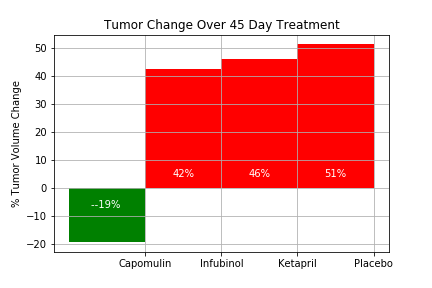 Tumor Change Over 45 Day Treatment
% Tumor Volume Change
50
40
30
20
10
0
−10
−20
42%
46%
51%
--19%
Capomulin
Infubinol
Ketapril
Placebo